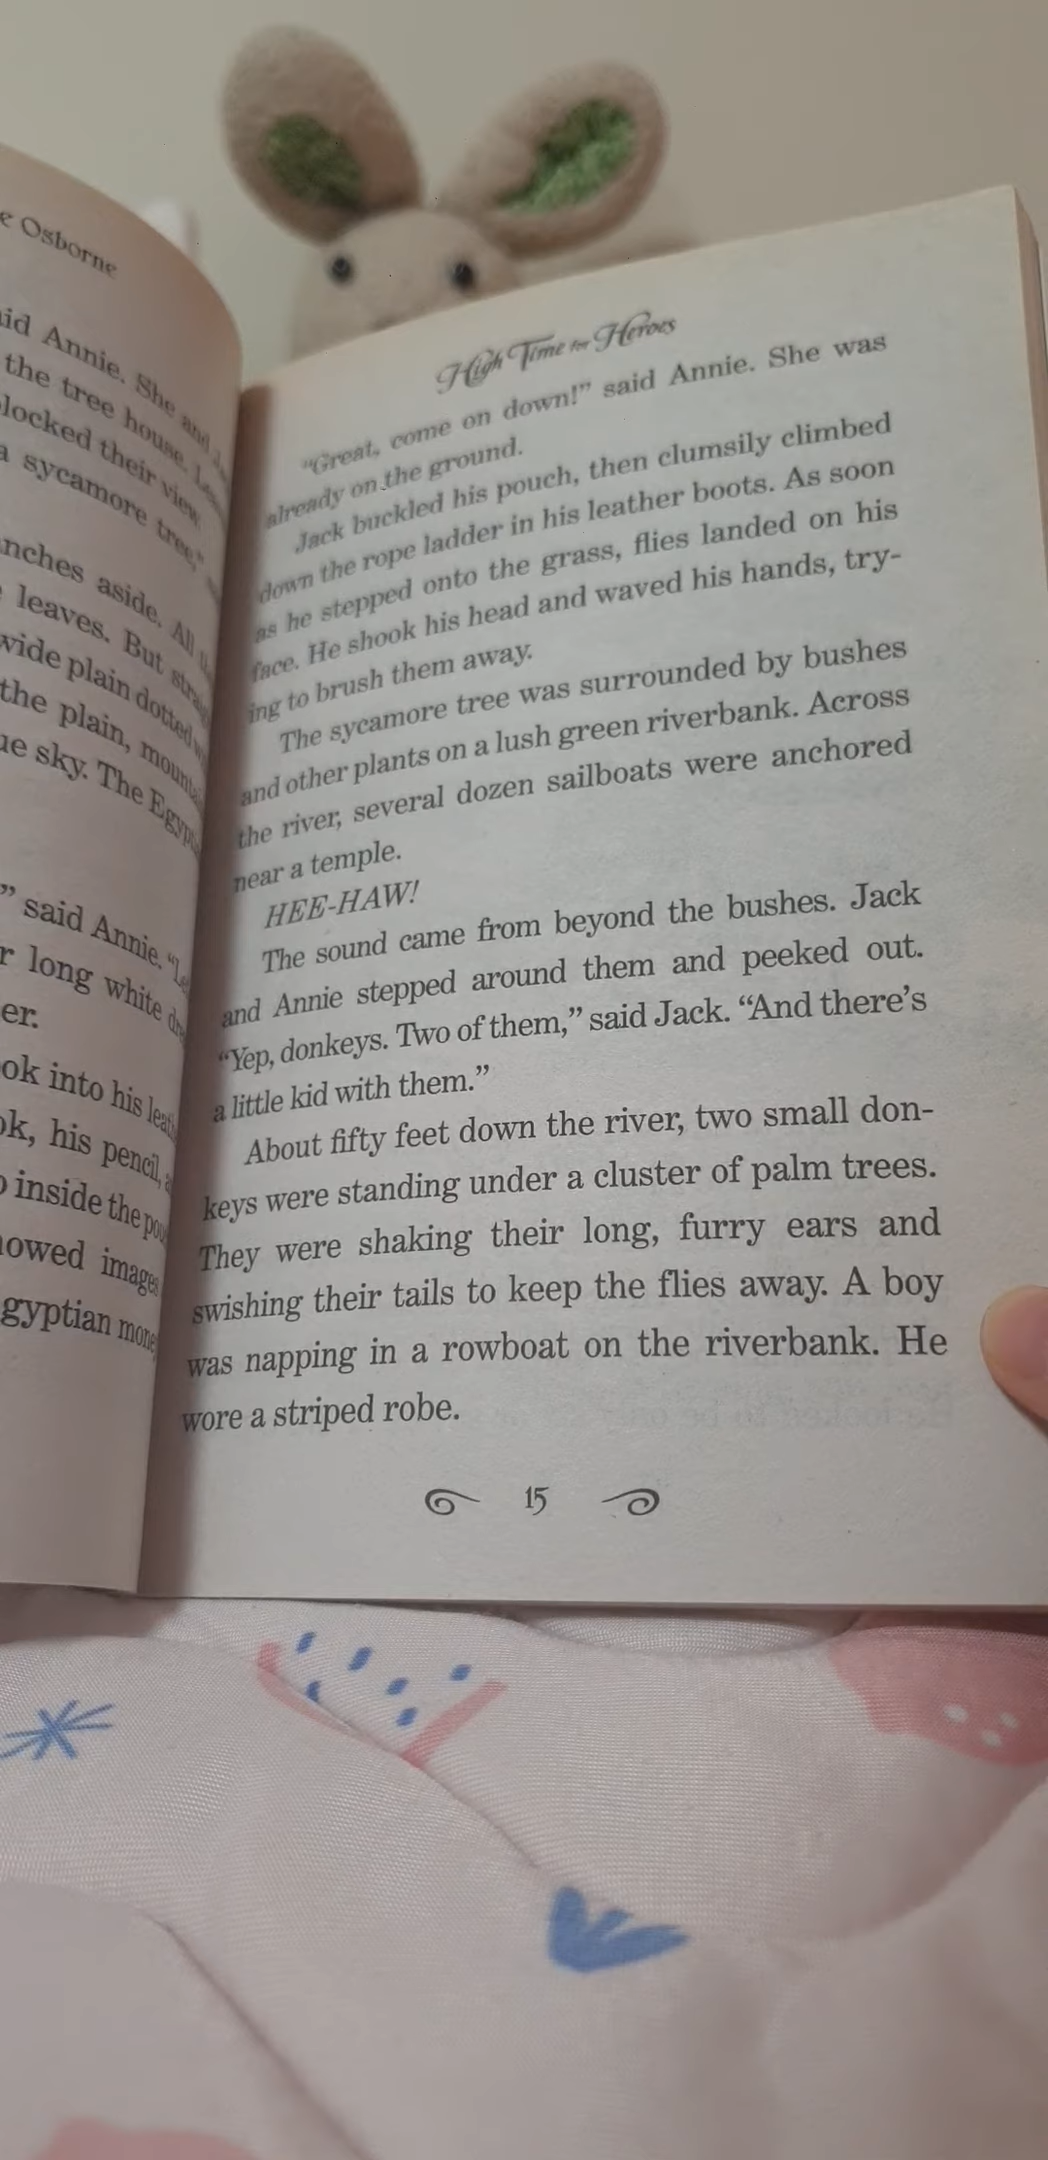 Osborne
said Annie. She and
the tree house.
blocked their view.
a sycamore tree,"
aside. All
leaves. But
wide plain dotted
the plain,
sky. The
" said Annie.
long white
er.
into his
his pencil,
inside the
images
High Time for Heroes
"Great, come on down!" said Annie. She was
already on the ground.
Jack buckled his pouch, then clumsily climbed
down the rope ladder in his leather boots. As soon
as he stepped onto the grass, flies landed on his
face. He shook his head and waved his hands, try-
ing to brush them away.
The sycamore tree was surrounded by bushes
and other plants on a lush green riverbank. Across
the river, several dozen sailboats were anchored
near a temple.
HEE-HAW!
The sound came from beyond the bushes. Jack
and Annie stepped around them and peeked out.
"Yep, donkeys. Two of them," said Jack. "And there's
a little kid with them."
About fifty feet down the river, two small don-
keys were standing under a cluster of palm trees.
They were shaking their long, furry ears and
swishing their tails to keep the flies away. A boy
was napping in a rowboat on the riverbank. He
wore a striped robe.
15